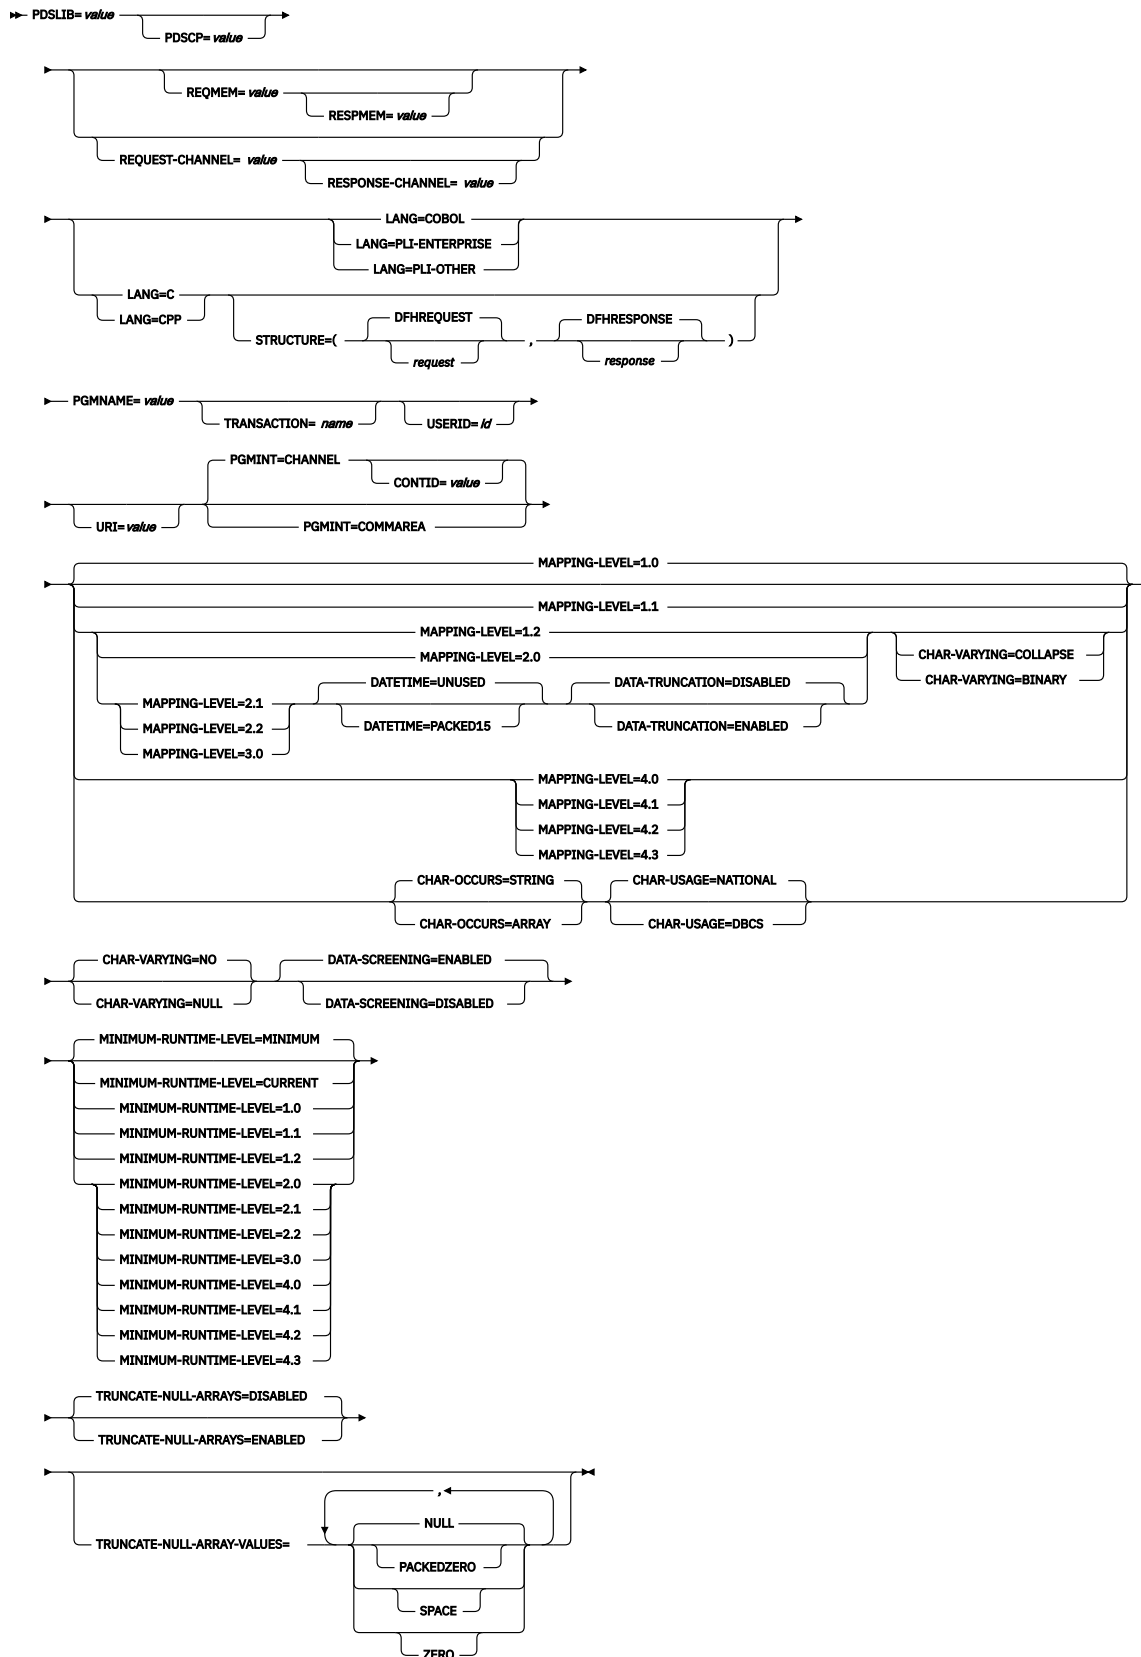 PDSLIB= value
PDSCP= value
REQMEM= value
RESPMEM= value
REQUEST-CHANNEL= value
RESPONSE-CHANNEL= value
LANG=COBOL
LANG=PLI-ENTERPRISE
LANG=PLI-OTHER
LANG=C
LANG=CPP
STRUCTURE=( DFHREQUEST request , DFHRESPONSE response )
PGMNAME= value
TRANSACTION= name
USERID= id
PGMINT=CHANNEL
CONTID= value
URI= value
PGMINT=COMMAREA
MAPPING-LEVEL=1.0
MAPPING-LEVEL=1.1
MAPPING-LEVEL=1.2
MAPPING-LEVEL=2.0
CHAR-VARYING=COLLAPSE
CHAR-VARYING=BINARY
DATETIME=UNUSED
DATA-TRUNCATION=DISABLED
MAPPING-LEVEL=2.1
MAPPING-LEVEL=2.2
DATETIME=PACKED15
DATA-TRUNCATION=ENABLED
MAPPING-LEVEL=3.0
MAPPING-LEVEL=4.0
MAPPING-LEVEL=4.1
MAPPING-LEVEL=4.2
MAPPING-LEVEL=4.3
CHAR-OCCURS=STRING
CHAR-USAGE=NATIONAL
CHAR-OCCURS=ARRAY
CHAR-USAGE=DBCS
CHAR-VARYING=NO
DATA-SCREENING=ENABLED
CHAR-VARYING=NULL
DATA-SCREENING=DISABLED
MINIMUM-RUNTIME-LEVEL=MINIMUM
MINIMUM-RUNTIME-LEVEL=CURRENT
MINIMUM-RUNTIME-LEVEL=1.0
MINIMUM-RUNTIME-LEVEL=1.1
MINIMUM-RUNTIME-LEVEL=1.2
MINIMUM-RUNTIME-LEVEL=2.0
MINIMUM-RUNTIME-LEVEL=2.1
MINIMUM-RUNTIME-LEVEL=2.2
MINIMUM-RUNTIME-LEVEL=3.0
MINIMUM-RUNTIME-LEVEL=4.0
MINIMUM-RUNTIME-LEVEL=4.1
MINIMUM-RUNTIME-LEVEL=4.2
MINIMUM-RUNTIME-LEVEL=4.3
TRUNCATE-NULL-ARRAYS=DISABLED
TRUNCATE-NULL-ARRAYS=ENABLED
,
NULL
TRUNCATE-NULL-ARRAY-VALUES=
PACKEDZERO
SPACE
ZERO